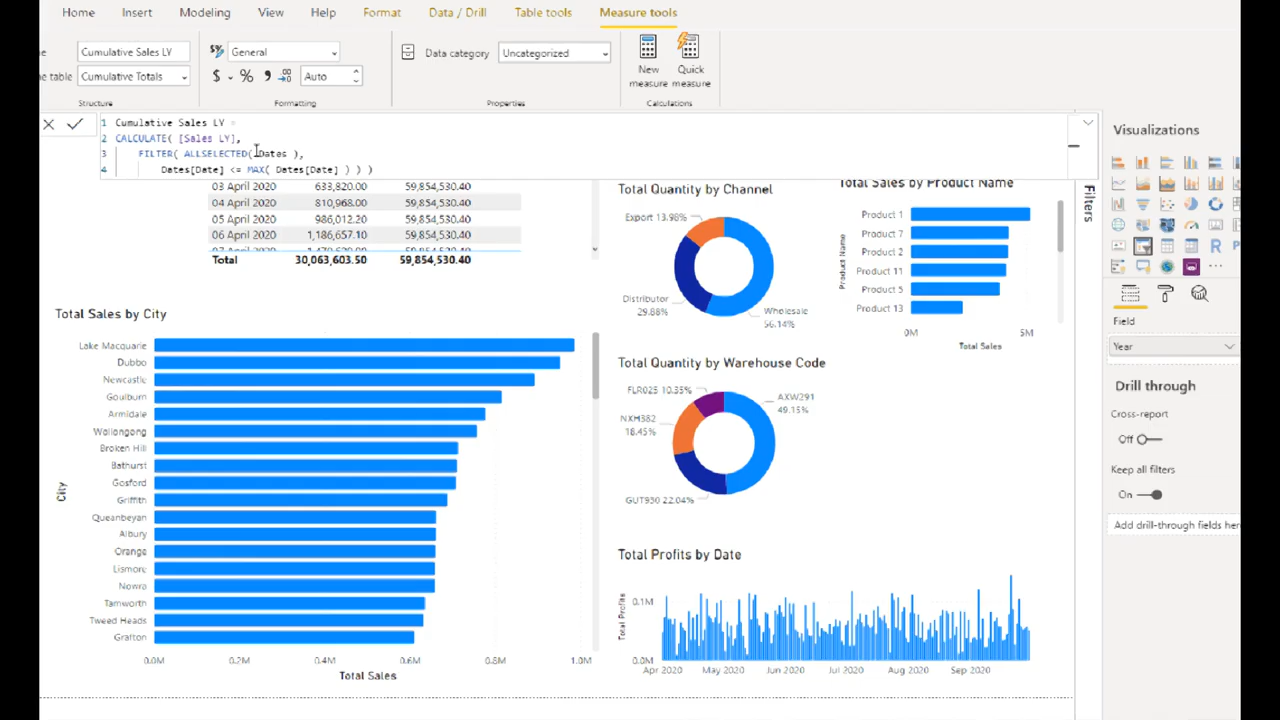 Home Insert Modeling View Help Format Data / Drill Table tools Measure tools
Cumulative Sales LY
General
Data category
Uncategorized
New measure
Quick measure
Cumulative Totals
$ % 9 Auto
Structure Formatting Properties Calculations
1 Cumulative Sales LY =
2 CALCULATE( [Sales LY],
3 FILTER( ALLSELECTED( Dates ),
4 Dates[Date] <= MAX( Dates[Date] ) ) )
03 April 2020 633,820.00 59,854,530.40
04 April 2020 810,968.00 59,854,530.40
05 April 2020 986,012.20 59,854,530.40
06 April 2020 1,186,657.10 59,854,530.40
Total 30,063,603.50 59,854,530.40
Total Sales by City
City
Lake Macquarie
Dubbo
Newcastle
Goulburn
Armidale
Wollongong
Broken Hill
Bathurst
Gosford
Griffith
Queanbeyan
Albury
Orange
Lismore
Nowra
Tamworth
Tweed Heads
Grafton
0.0M 0.2M 0.4M 0.6M 0.8M 1.0M
Total Sales
Total Quantity by Channel
Export 13.98%
Distributor
29.88%
Wholesale
56.14%
Total Sales by Product Name
Product Name
Product 1
Product 7
Product 2
Product 11
Product 5
Product 13
0M 5M
Total Sales
Total Quantity by Warehouse Code
FLR025 10.35%
AXW291
49.15%
NXH382
18.45%
GUT930 22.04%
Total Profits by Date
Total Profits
0.1M
0.0M
Apr 2020 May 2020 Jun 2020 Jul 2020 Aug 2020 Sep 2020
Filters
Visualizations
R
Field
Year
Drill through
Cross-report
Off
Keep all filters
On
Add drill-through fields her